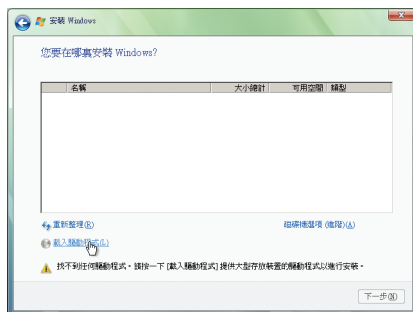 安裝 Windows
您要在哪裏安裝 Windows?
名稱 大小總計 可用空間 類型
重新整理(R) 磁碟機選項 (進階)(A)
載入驅動程式(L)
找不到任何驅動程式。請按一下 [載入驅動程式] 提供大型存放裝置的驅動程式以進行安裝。
下一步(N)